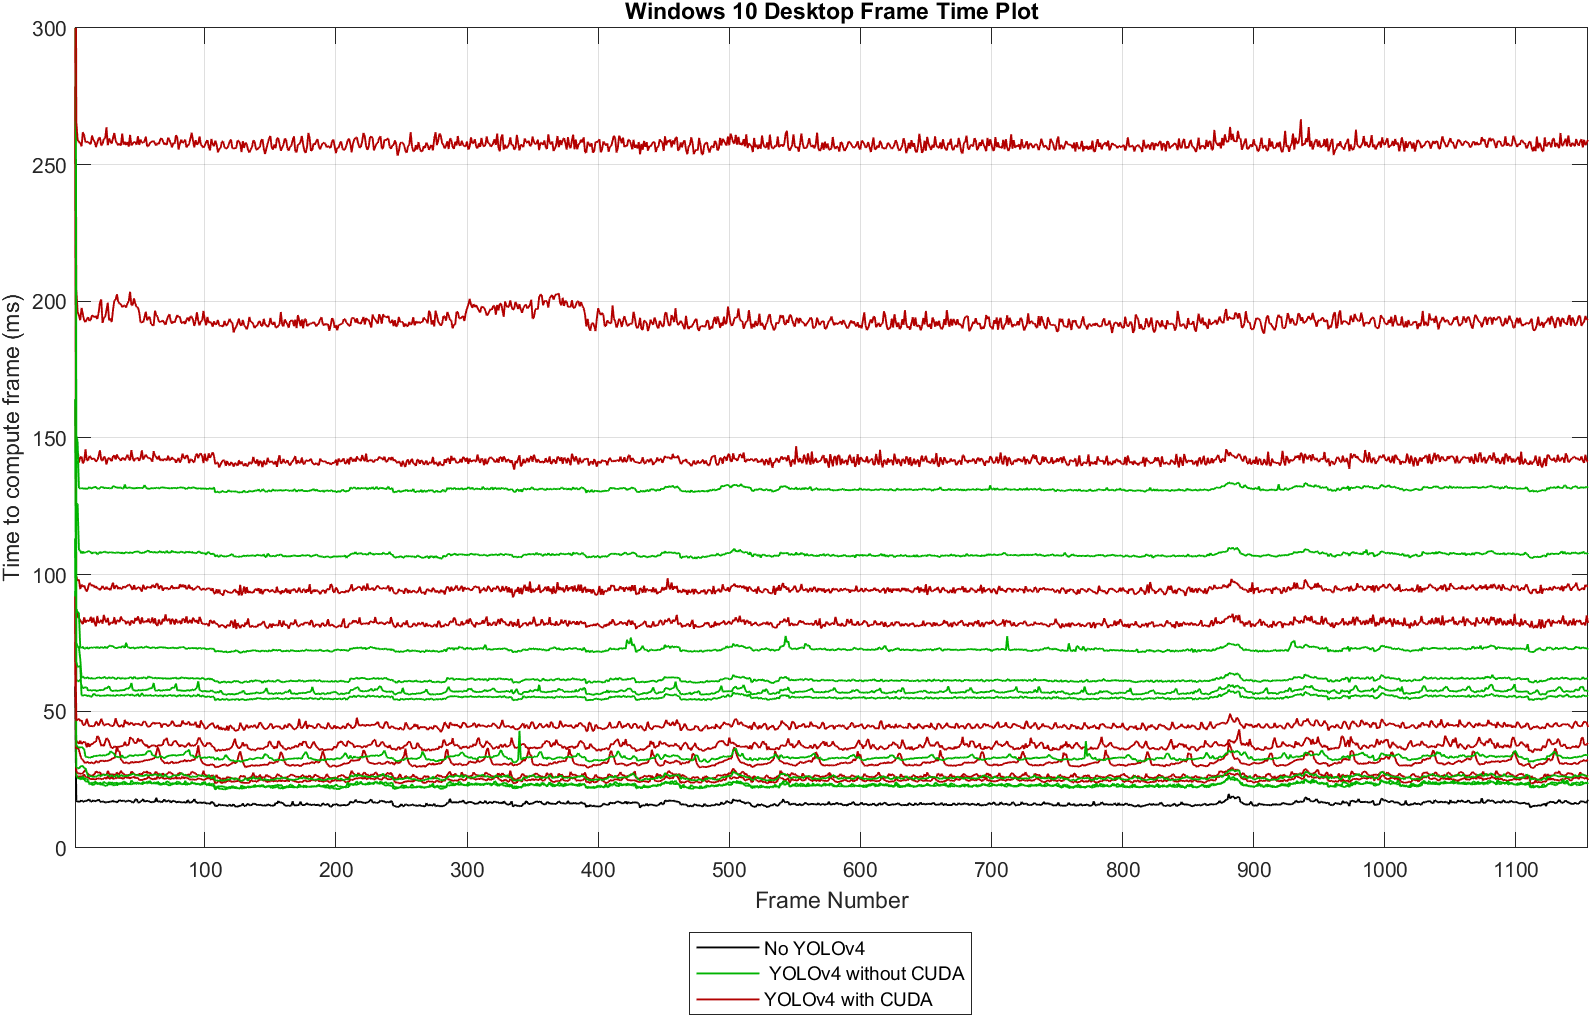 Windows 10 Desktop Frame Time Plot
Time to compute frame (ms)
300
250
200
150
100
50
0
100 200 300 400 500 600 700 800 900 1000 1100
Frame Number
No YOLOv4
YOLOv4 without CUDA
YOLOv4 with CUDA